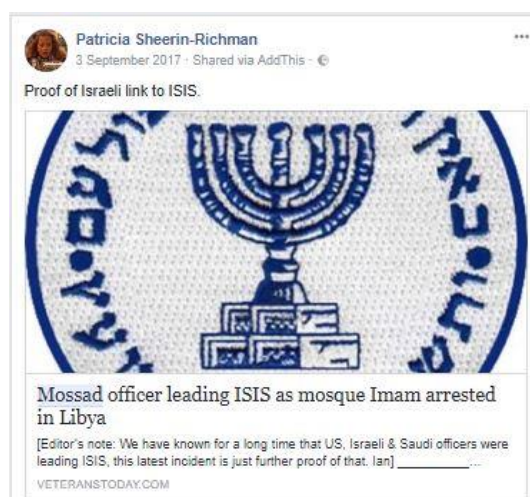 Patricia Sheerin-Richman
3 September 2017 · Shared via AddThis ·
Proof of Israeli link to ISIS.
Mossad officer leading ISIS as mosque Imam arrested
in Libya
[Editor's note: We have known for a long time that US, Israeli & Saudi officers were
leading ISIS, this latest incident is just further proof of that. Ian] __________...
VETERANSTODAY.COM